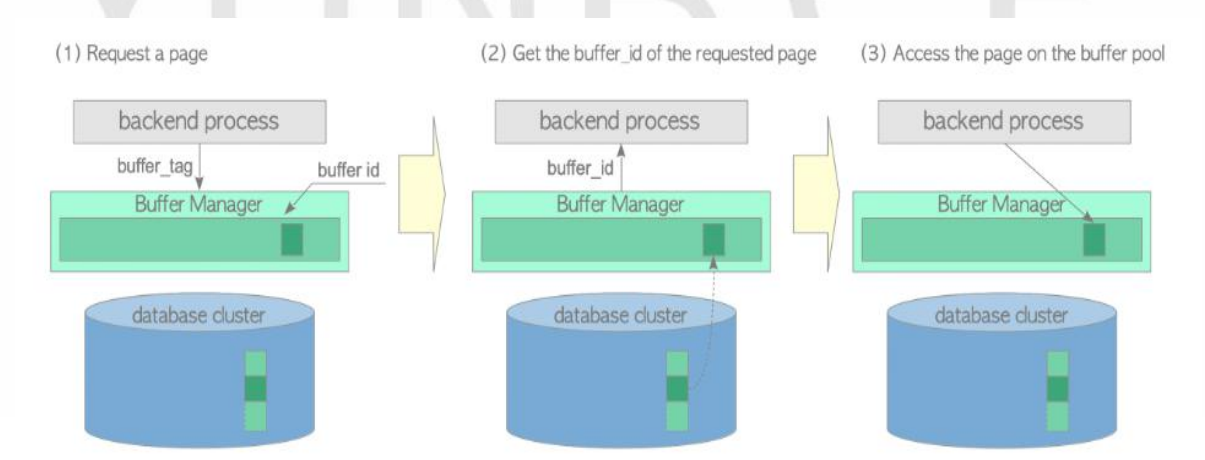 (1) Request a page
(2) Get the buffer_id of the requested page
(3) Access the page on the buffer pool
backend process
buffer_tag
buffer id
Buffer Manager
database cluster
backend process
buffer_id
Buffer Manager
database cluster
backend process
Buffer Manager
database cluster